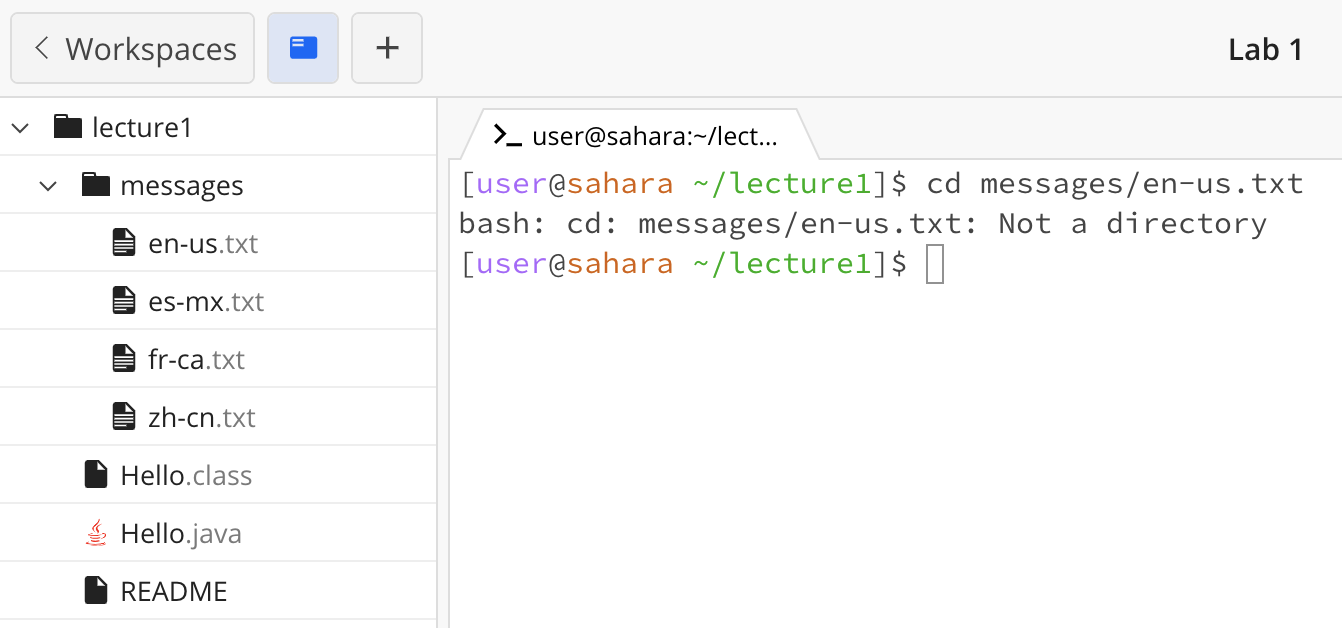 Workspaces
Lab 1
lecture1
messages
en-us.txt
es-mx.txt
fr-ca.txt
zh-cn.txt
Hello.class
Hello.java
README
user@sahara:~/lect...
[user@sahara ~/lecture1]$ cd messages/en-us.txt
bash: cd: messages/en-us.txt: Not a directory
[user@sahara ~/lecture1]$